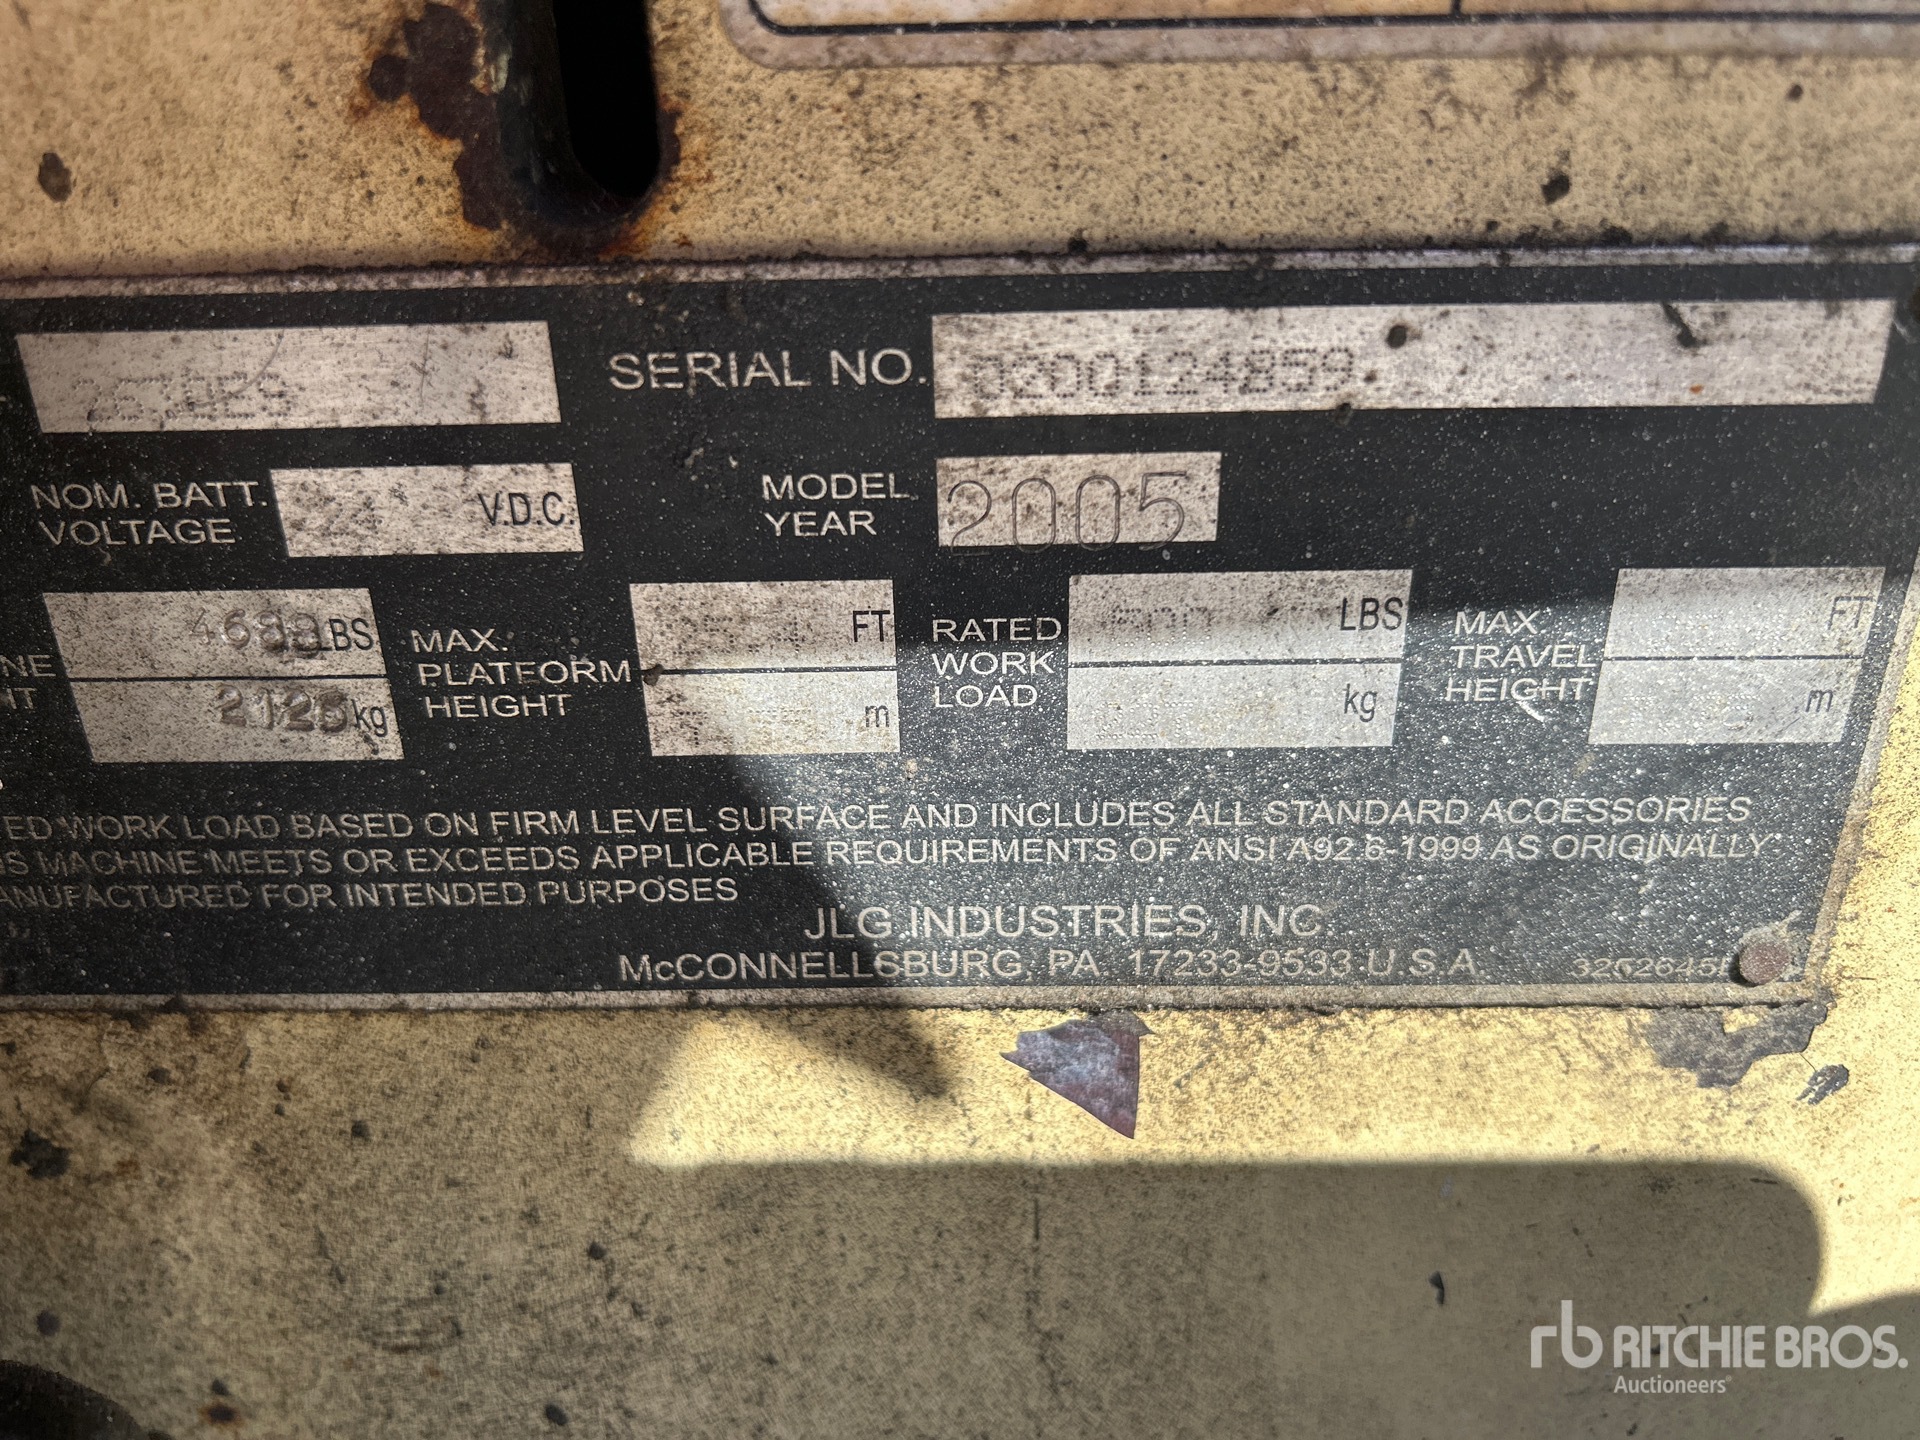 SERIAL NO. 0200124859
NOM. BATT.
VOLTAGE
24 V.D.C.
MODEL
YEAR
2005
LBS
2125 kg
MAX.
PLATFORM
HEIGHT
FT
m
RATED
WORK
LOAD
LBS
kg
MAX
TRAVEL
HEIGHT
FT
m
WORK LOAD BASED ON FIRM LEVEL SURFACE AND INCLUDES ALL STANDARD ACCESSORIES
MACHINE MEETS OR EXCEEDS APPLICABLE REQUIREMENTS OF ANSI A92.6-1999 AS ORIGINALLY
ANUFACTURED FOR INTENDED PURPOSES
JLG INDUSTRIES, INC.
McCONNELLSBURG, PA. 17233-9533 U.S.A.
rb RITCHIE BROS.
Auctioneers